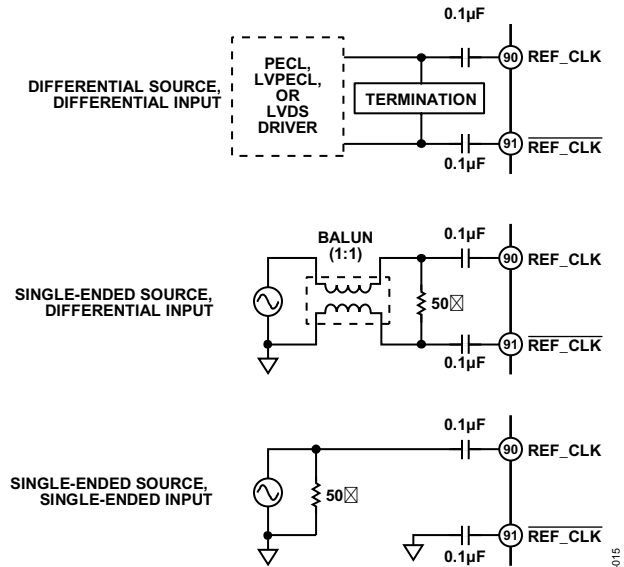 0.1µF
DIFFERENTIAL SOURCE,
DIFFERENTIAL INPUT
PECL,
LVPECL,
OR
LVDS
DRIVER
TERMINATION
90 REF_CLK
91 REF_CLK
0.1µF
SINGLE-ENDED SOURCE,
DIFFERENTIAL INPUT
BALUN
(1:1)
0.1µF
50
90 REF_CLK
91 REF_CLK
0.1µF
SINGLE-ENDED SOURCE,
SINGLE-ENDED INPUT
0.1µF
50
90 REF_CLK
91 REF_CLK
0.1µF
-015